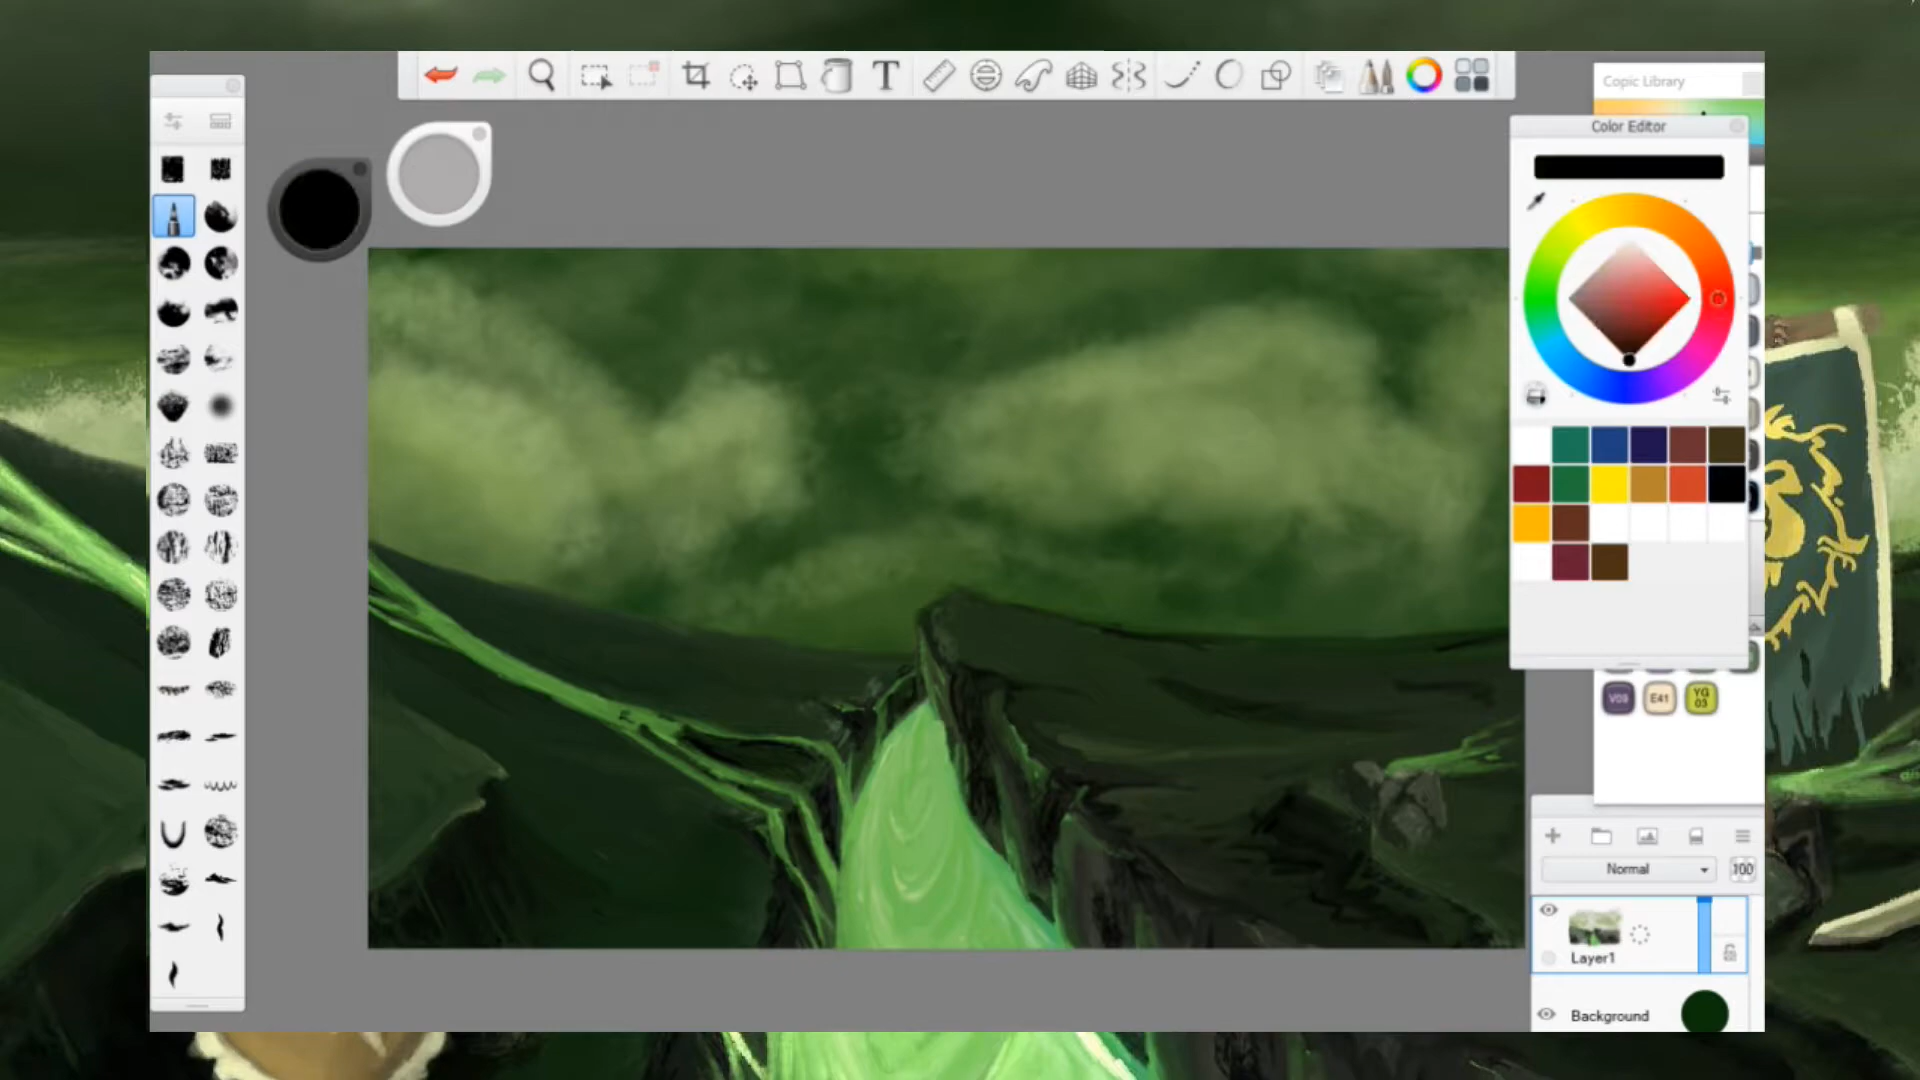 Copic Library
Color Editor
V09
E41
YG
03
Normal
100
Layer1
Background